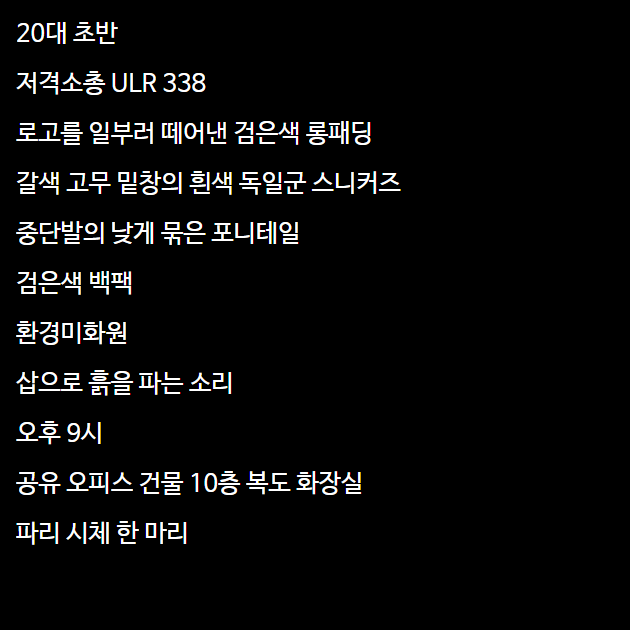 20대 초반
저격소총 ULR 338
로고를 일부러 떼어낸 검은색 롱패딩
갈색 고무 밑창의 흰색 독일군 스니커즈
중단발의 낮게 묶은 포니테일
검은색 백팩
환경미화원
삽으로 흙을 파는 소리
오후 9시
공유 오피스 건물 10층 복도 화장실
파리 시체 한 마리